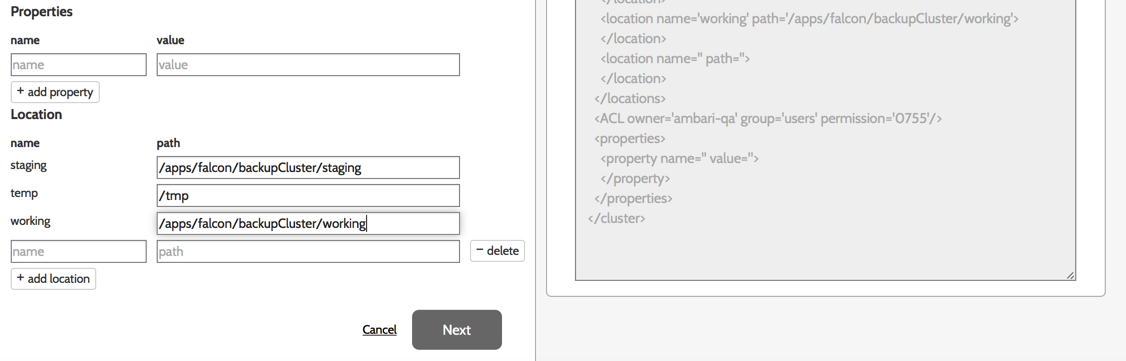 Properties
name value
name value
+ add property
Location
name path
staging /apps/falcon/backupCluster/staging
temp /tmp
working /apps/falcon/backupCluster/working
name path − delete
+ add location
Cancel Next
</location>
<location name='working' path='/apps/falcon/backupCluster/working'>
</location>
<location name='' path=''>
</location>
</locations>
<ACL owner='ambari-qa' group='users' permission='0755'/>
<properties>
<property name='' value=''>
</property>
</properties>
</cluster>